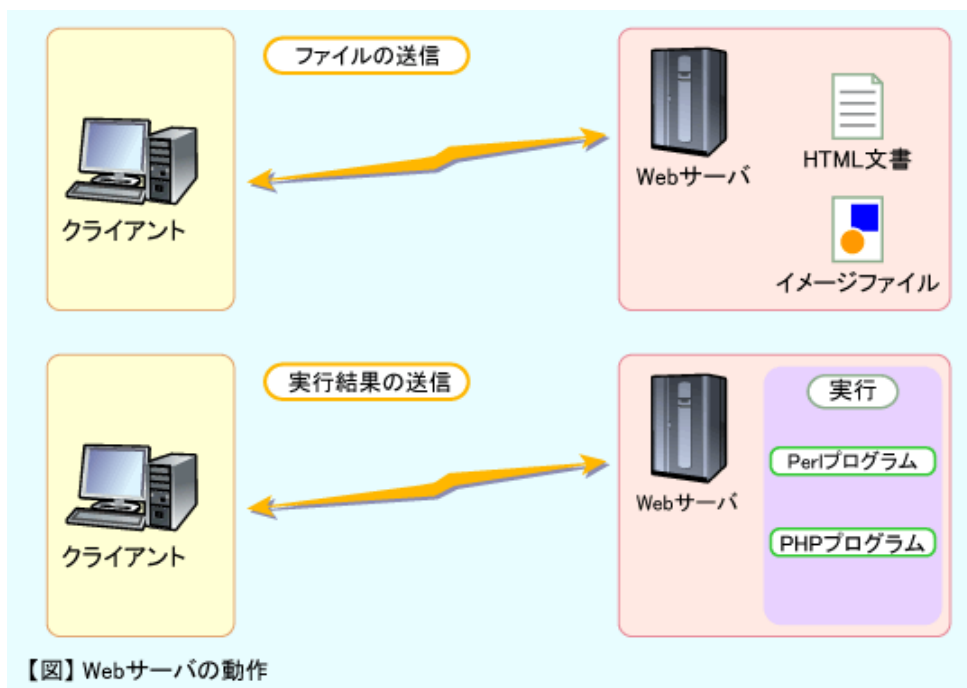 ファイルの送信
クライアント
Webサーバ
HTML文書
イメージファイル
実行結果の送信
クライアント
Webサーバ
実行
Perlプログラム
PHPプログラム
【図】Webサーバの動作